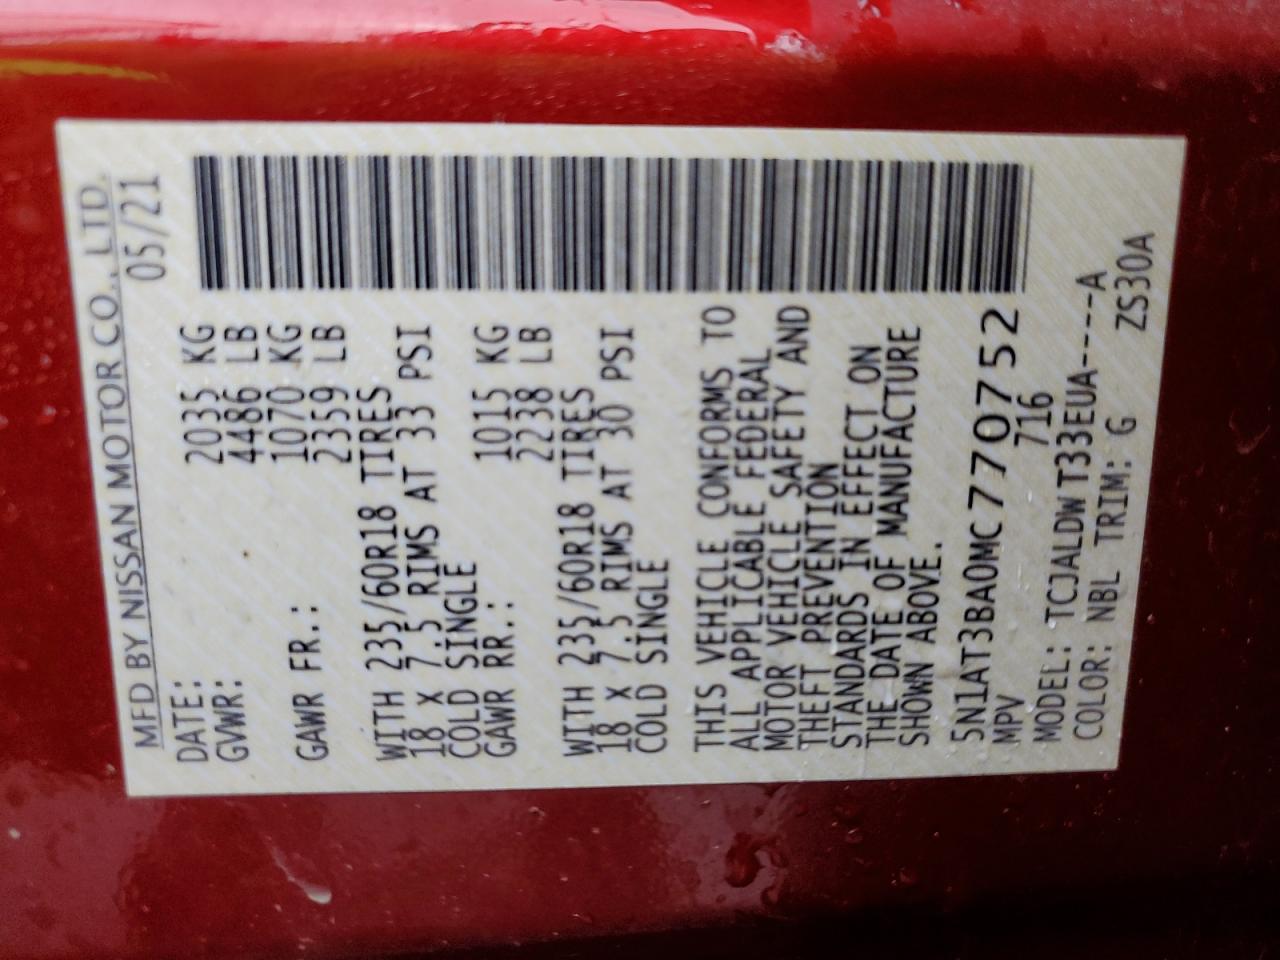 MFD BY NISSAN MOTOR CO., LTD.
DATE: 05/21
GVWR: 2035 KG
4486 LB
GAWR FR.: 1070 KG
2359 LB
WITH 235/60R18 TIRES
18 X 7.5 RIMS AT 33 PSI
COLD SINGLE
GAWR RR.: 1015 KG
2238 LB
WITH 235/60R18 TIRES
18 X 7.5 RIMS AT 30 PSI
COLD SINGLE
THIS VEHICLE CONFORMS TO
ALL APPLICABLE FEDERAL
MOTOR VEHICLE SAFETY AND
THEFT PREVENTION
STANDARDS IN EFFECT ON
THE DATE OF MANUFACTURE
SHOWN ABOVE.
5N1AT3BA0MC770752
MPV 716
MODEL: TCJALDWT33EUA----A
COLOR: NBL TRIM: G ZS30A